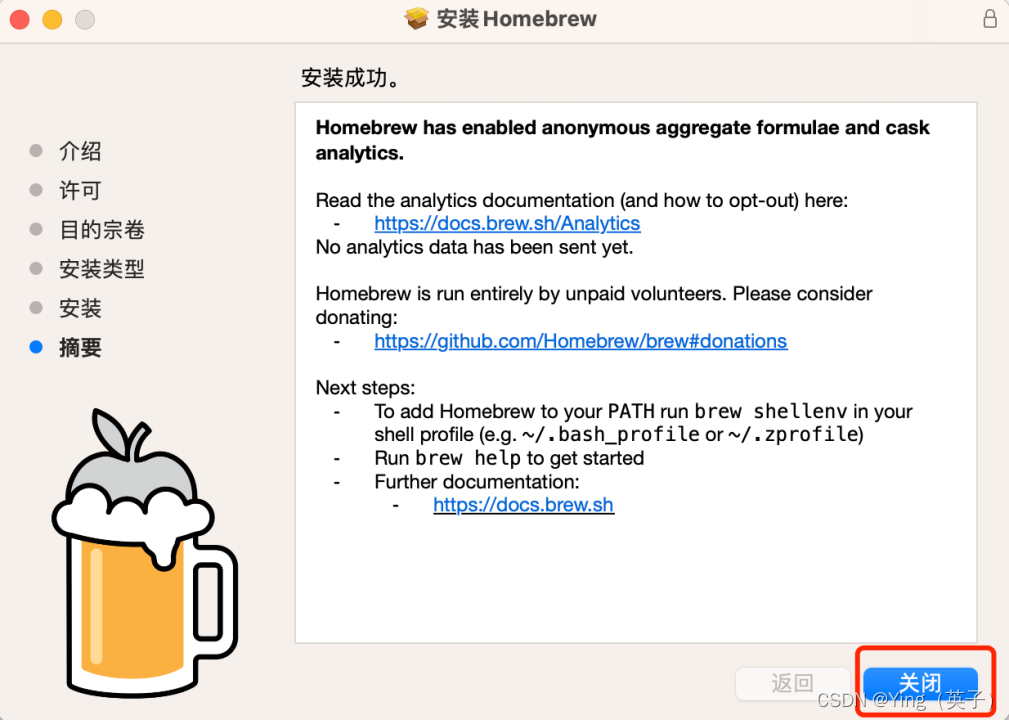 安装Homebrew
安装成功。
介绍
许可
目的宗卷
安装类型
安装
摘要
Homebrew has enabled anonymous aggregate formulae and cask
analytics.
Read the analytics documentation (and how to opt-out) here:
- https://docs.brew.sh/Analytics
No analytics data has been sent yet.
Homebrew is run entirely by unpaid volunteers. Please consider
donating:
- https://github.com/Homebrew/brew#donations
Next steps:
- To add Homebrew to your PATH run brew shellenv in your
shell profile (e.g. ~/.bash_profile or ~/.zprofile)
- Run brew help to get started
- Further documentation:
- https://docs.brew.sh
返回
关闭
CSDN @Ying（英子）